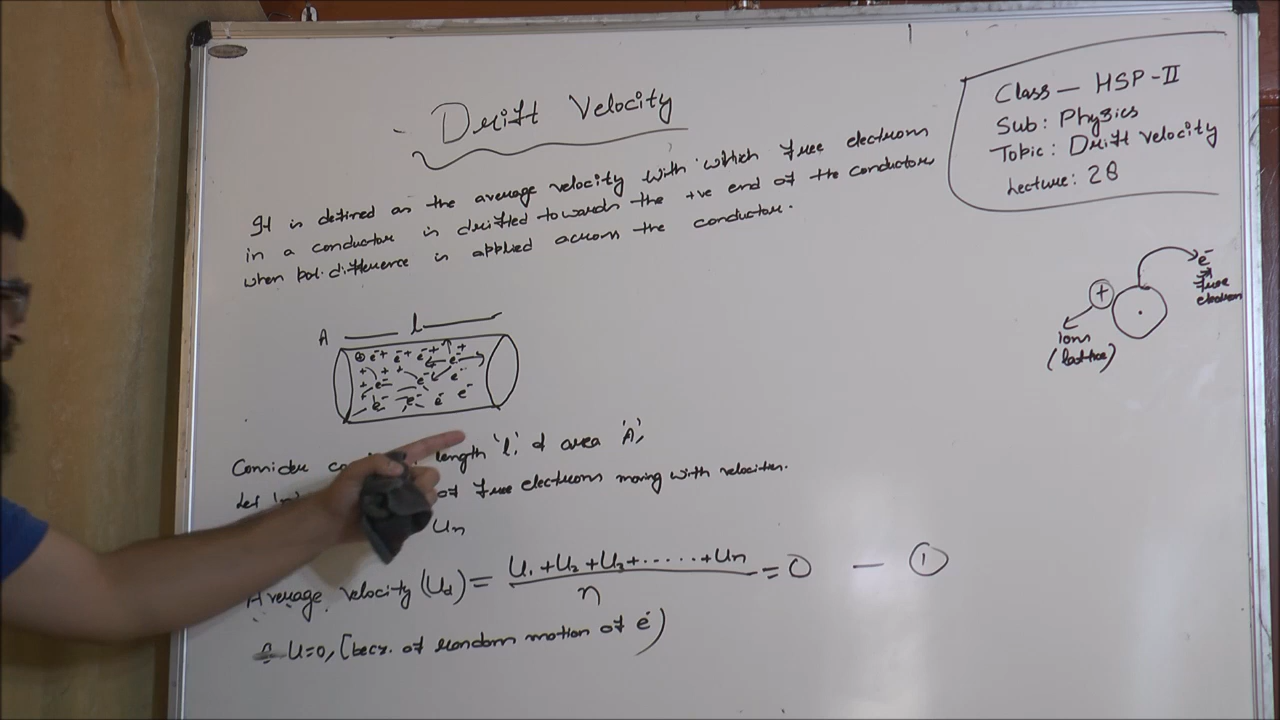 Drift Velocity
Class — HSP-II
Sub: Physics
Topic: Drift velocity
Lecture: 28
It is defined as the average velocity with which free electrons
in a conductor is drifted towards the +ve end of the conductor,
when pot. difference is applied across the conductor.
e⁻
free
electron
+
ions
(lattice)
A l
⊕ e⁻ + e⁻ + e⁻ + e⁻ +
+ + e⁻ + e⁻ e⁻
+ e⁻ e⁻ e⁻ e⁻
Consider length 'l' & area 'A',
Let of free electrons moving with velocities.
Un
Average velocity (Ud) = U₁ + U₂ + U₃ + ...... + Un / n = 0 — ①
U=0, [becz. of random motion of e⁻)